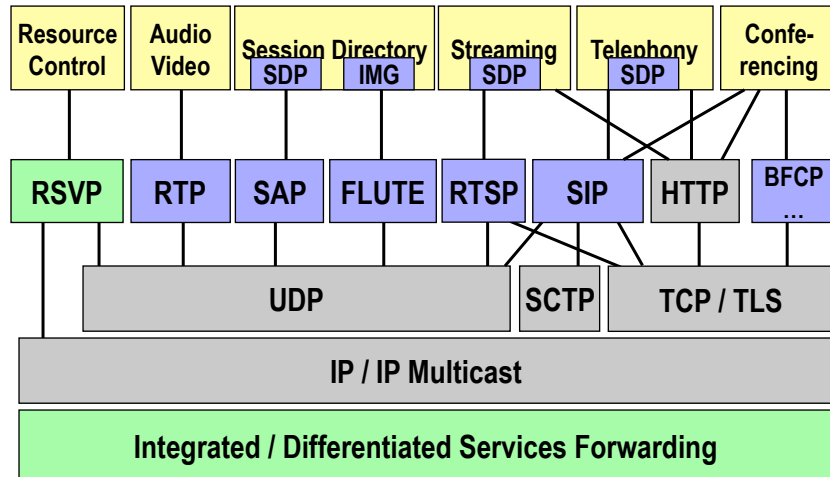 Resource
Control
Audio
Video
Session Directory
SDP
IMG
Streaming
SDP
Telephony
SDP
Confe-
rencing
RSVP
RTP
SAP
FLUTE
RTSP
SIP
HTTP
BFCP
...
UDP
SCTP
TCP / TLS
IP / IP Multicast
Integrated / Differentiated Services Forwarding